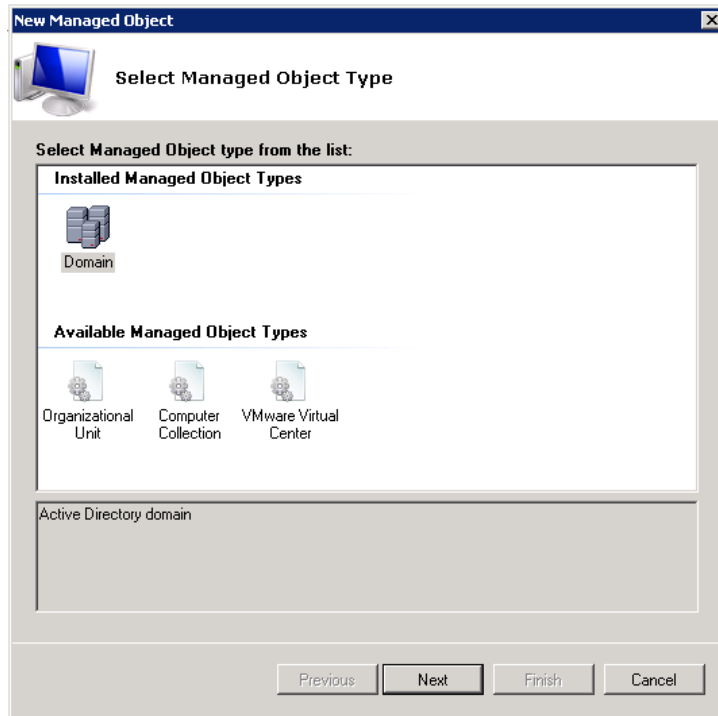 New Managed Object
Select Managed Object Type
Select Managed Object type from the list:
Installed Managed Object Types
Domain
Available Managed Object Types
Organizational Unit
Computer Collection
VMware Virtual Center
Active Directory domain
Previous
Next
Finish
Cancel